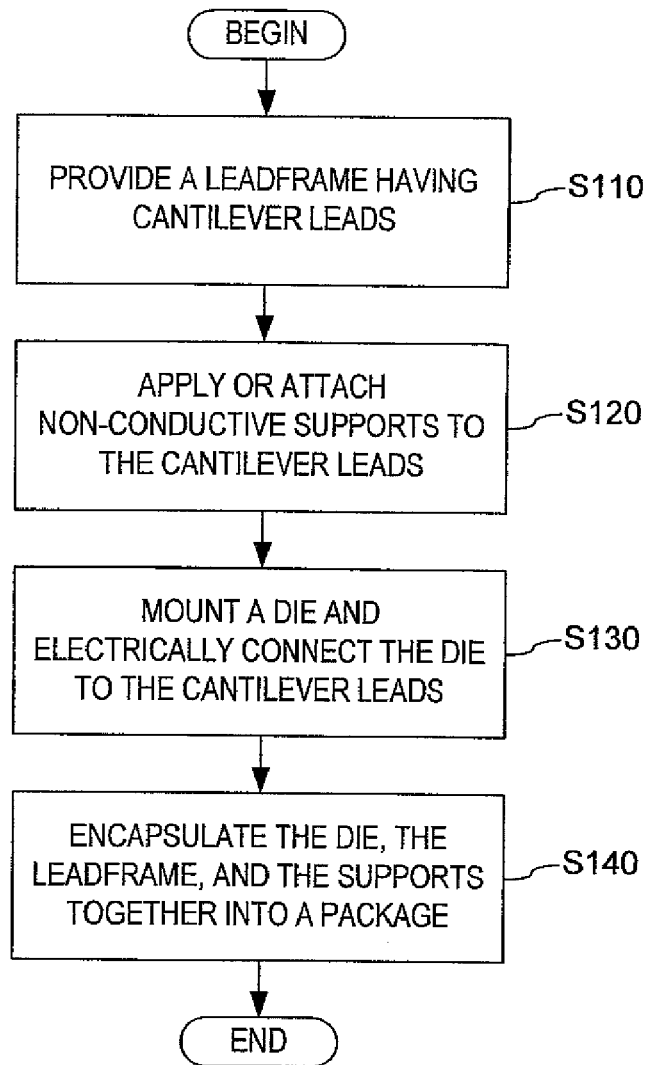 BEGIN
PROVIDE A LEADFRAME HAVING
CANTILEVER LEADS
S110
APPLY OR ATTACH
NON-CONDUCTIVE SUPPORTS TO
THE CANTILEVER LEADS
S120
MOUNT A DIE AND
ELECTRICALLY CONNECT THE DIE
TO THE CANTILEVER LEADS
S130
ENCAPSULATE THE DIE, THE
LEADFRAME, AND THE SUPPORTS
TOGETHER INTO A PACKAGE
S140
END